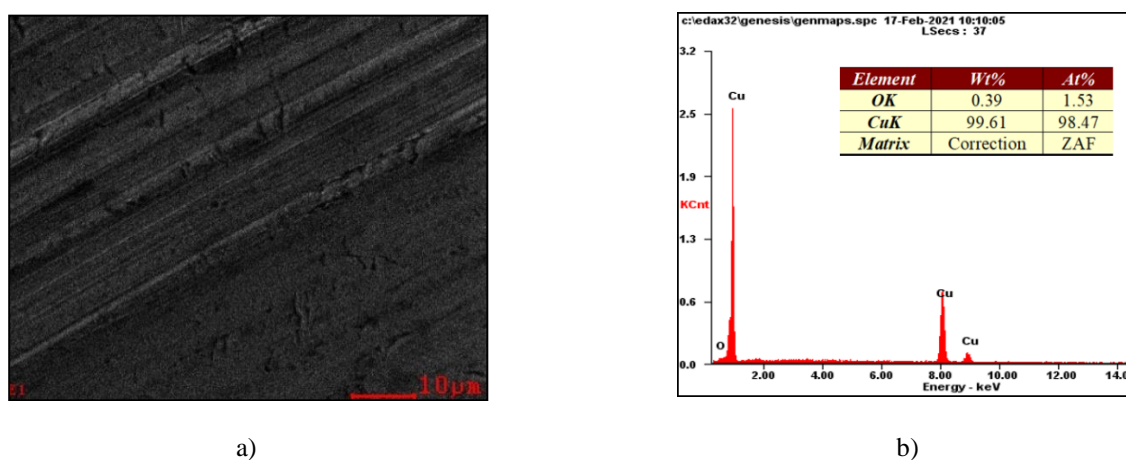 E1
10µm
c:\edax32\genesis\genmaps.spc 17-Feb-2021 10:10:05
LSecs : 37
3.2
2.5
1.9
KCnt
1.3
0.6
0.0
Cu
Element Wt% At%
OK 0.39 1.53
CuK 99.61 98.47
Matrix Correction ZAF
O
Cu
Cu
2.00 4.00 6.00 8.00 10.00 12.00 14.0
Energy - keV
a)
b)